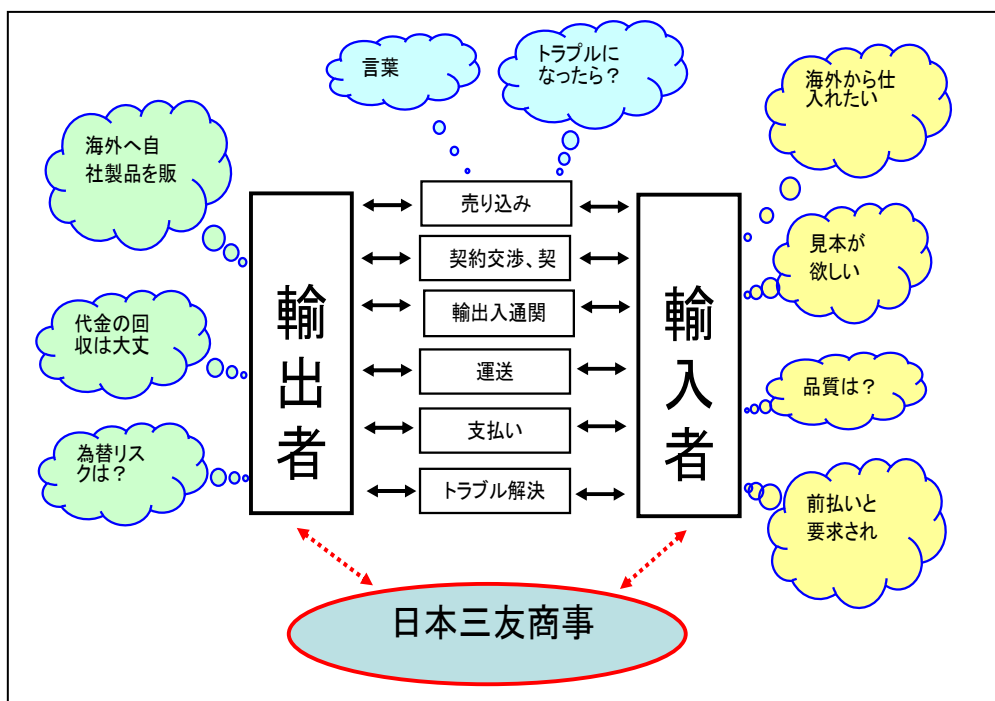 言葉
トラプルに
なったら？
海外から仕
入れたい
海外へ自
社製品を販
売り込み
見本が
欲しい
契約交渉、契
輸出者
輸入者
輸出入通関
代金の回
収は大丈
運送
品質は？
支払い
為替リス
クは？
トラブル解決
前払いと
要求され
日本三友商事